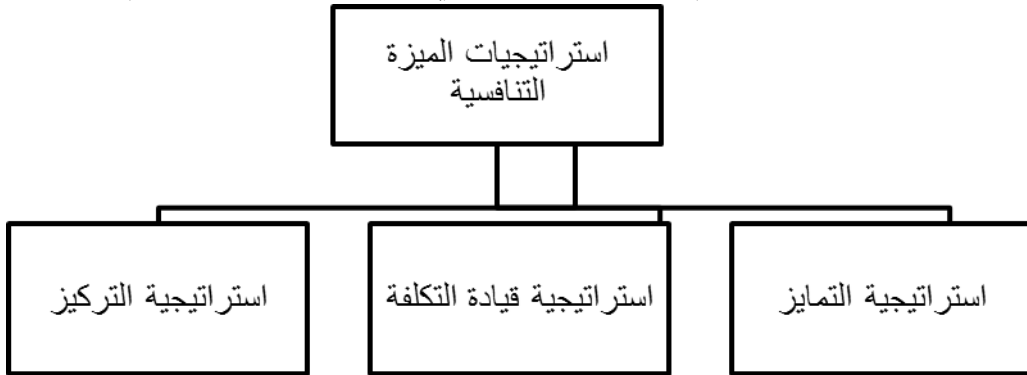 استراتيجيات الميزة
التنافسية
استراتيجية التمايز
استراتيجية قيادة التكلفة
استراتيجية التركيز